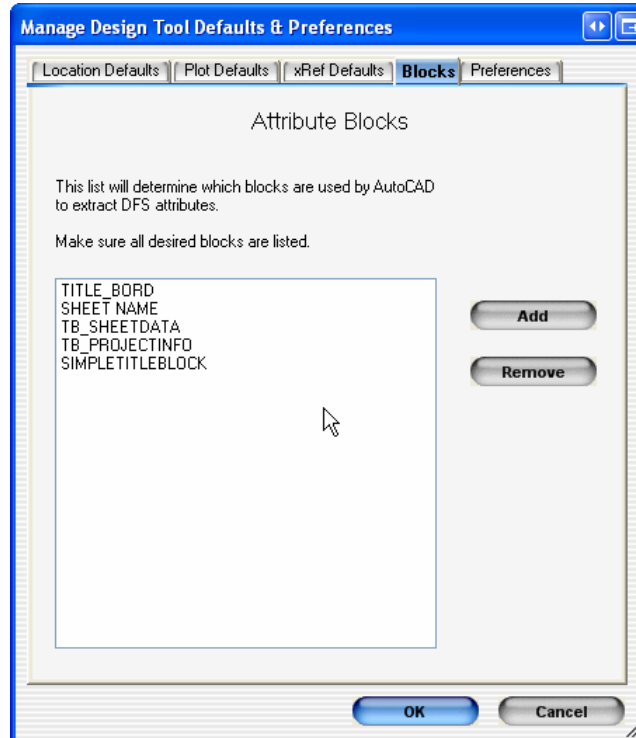 Manage Design Tool Defaults & Preferences
Location Defaults Plot Defaults xRef Defaults Blocks Preferences
Attribute Blocks
This list will determine which blocks are used by AutoCAD
to extract DFS attributes.
Make sure all desired blocks are listed.
TITLE_BORD
SHEET NAME
TB_SHEETDATA
TB_PROJECTINFO
SIMPLETITLEBLOCK
Add
Remove
OK Cancel